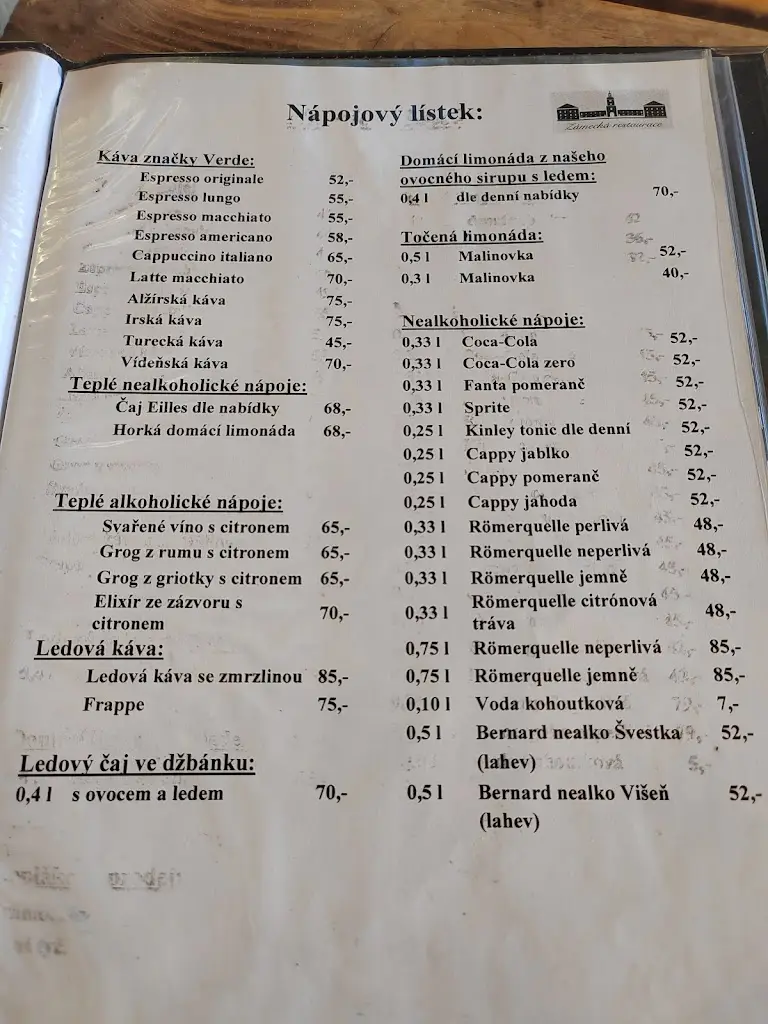 Nápojový lístek:
Zámecká restaurace
Káva značky Verde:
Espresso originale 52,-
Espresso lungo 55,-
Espresso macchiato 55,-
Espresso americano 58,-
Cappuccino italiano 65,-
Latte macchiato 70,-
Alžírská káva 75,-
Irská káva 75,-
Turecká káva 45,-
Vídeňská káva 70,-
Teplé nealkoholické nápoje:
Čaj Eilles dle nabídky 68,-
Horká domácí limonáda 68,-
Teplé alkoholické nápoje:
Svařené víno s citronem 65,-
Grog z rumu s citronem 65,-
Grog z griotky s citronem 65,-
Elixír ze zázvoru s
citronem 70,-
Ledová káva:
Ledová káva se zmrzlinou 85,-
Frappe 75,-
Ledový čaj ve džbánku:
0,4 l s ovocem a ledem 70,-
Domácí limonáda z našeho
ovocného sirupu s ledem:
0,4 l dle denní nabídky 70,-
Točená limonáda:
0,5 l Malinovka 52,-
0,3 l Malinovka 40,-
Nealkoholické nápoje:
0,33 l Coca-Cola 52,-
0,33 l Coca-Cola zero 52,-
0,33 l Fanta pomeranč 52,-
0,33 l Sprite 52,-
0,25 l Kinley tonic dle denní 52,-
0,25 l Cappy jablko 52,-
0,25 l Cappy pomeranč 52,-
0,25 l Cappy jahoda 52,-
0,33 l Römerquelle perlivá 48,-
0,33 l Römerquelle neperlivá 48,-
0,33 l Römerquelle jemně 48,-
0,33 l Römerquelle citrónová
tráva 48,-
0,75 l Römerquelle neperlivá 85,-
0,75 l Römerquelle jemně 85,-
0,10 l Voda kohoutková 7,-
0,5 l Bernard nealko Švestka 52,-
(lahev)
0,5 l Bernard nealko Višeň 52,-
(lahev)